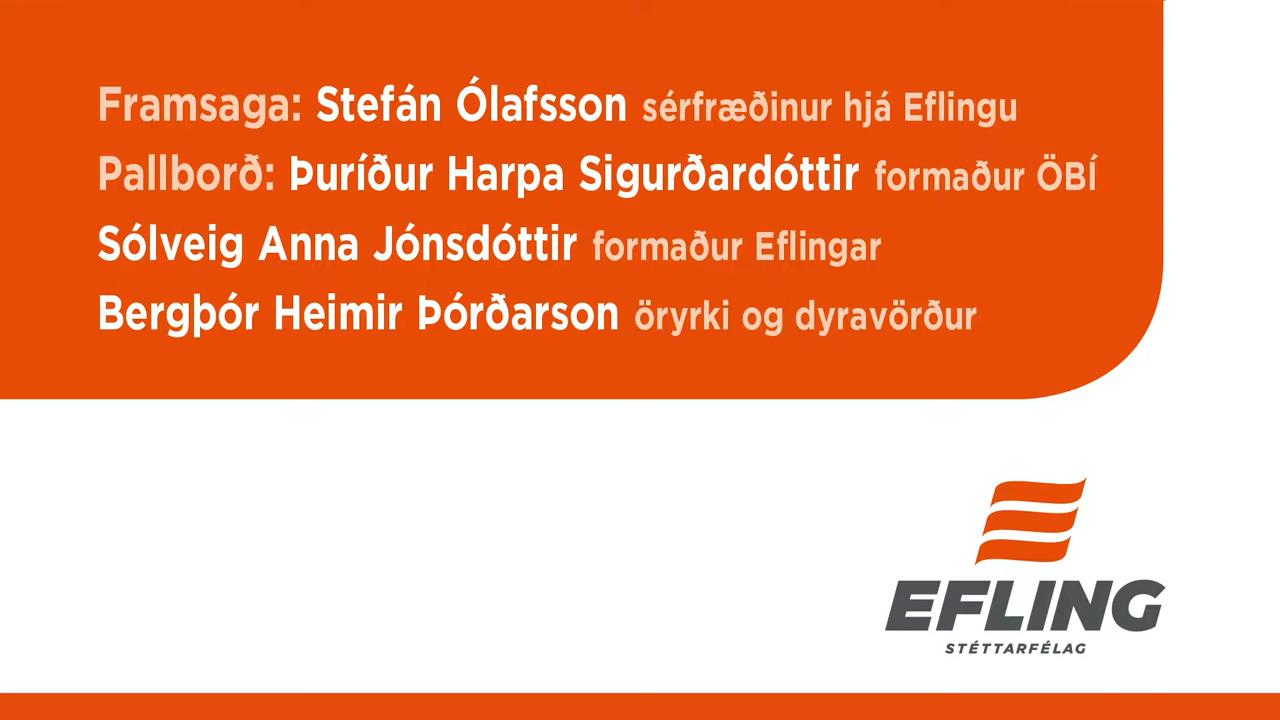 Framsaga: Stefán Ólafsson sérfræðinur hjá Eflingu
Pallborð: Þuríður Harpa Sigurðardóttir formaður ÖBÍ
Sólveig Anna Jónsdóttir formaður Eflingar
Bergþór Heimir Þórðarson öryrki og dyravörður
EFLING
STÉTTARFÉLAG